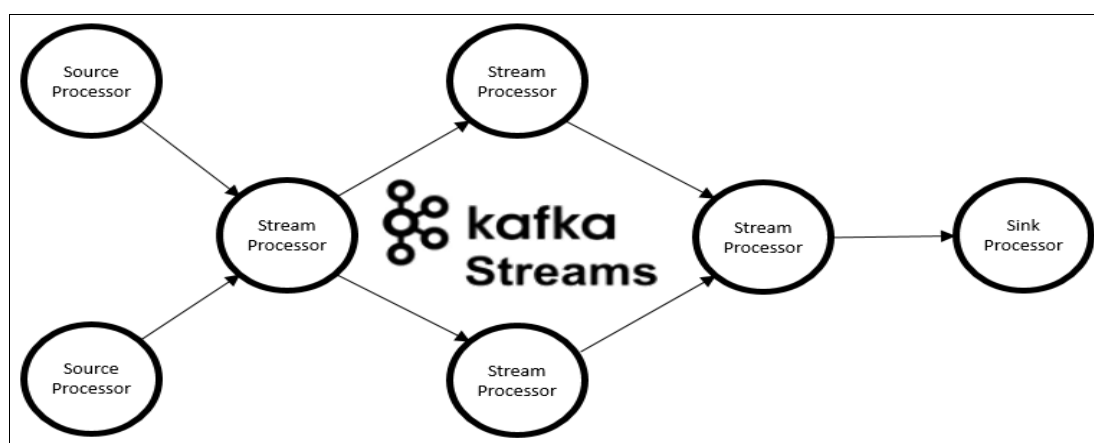 Source
Processor
Stream
Processor
Stream
Processor
kafka
Streams
Stream
Processor
Sink
Processor
Source
Processor
Stream
Processor